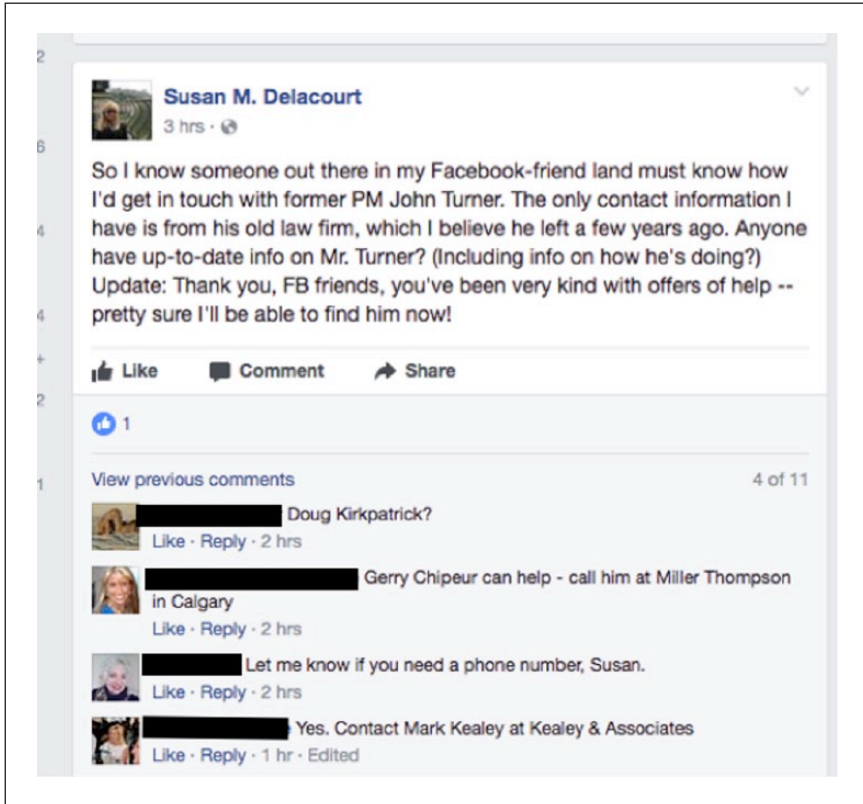 2
6
4
4
+
2
1
Susan M. Delacourt
3 hrs ·
So I know someone out there in my Facebook-friend land must know how
I'd get in touch with former PM John Turner. The only contact information I
have is from his old law firm, which I believe he left a few years ago. Anyone
have up-to-date info on Mr. Turner? (Including info on how he's doing?)
Update: Thank you, FB friends, you've been very kind with offers of help --
pretty sure I'll be able to find him now!
Like Comment Share
1
View previous comments 4 of 11
Doug Kirkpatrick?
Like · Reply · 2 hrs
Gerry Chipeur can help - call him at Miller Thompson
in Calgary
Like · Reply · 2 hrs
Let me know if you need a phone number, Susan.
Like · Reply · 2 hrs
Yes. Contact Mark Kealey at Kealey & Associates
Like · Reply · 1 hr · Edited